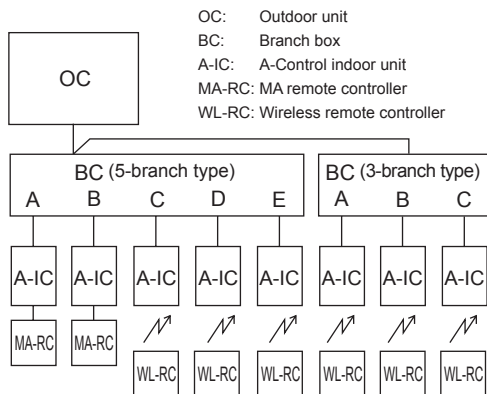 OC: Outdoor unit
BC: Branch box
A-IC: A-Control indoor unit
MA-RC: MA remote controller
WL-RC: Wireless remote controller
OC
BC (5-branch type)
A B C D E
BC (3-branch type)
A B C
A-IC A-IC A-IC A-IC A-IC A-IC A-IC A-IC
MA-RC MA-RC
WL-RC WL-RC WL-RC WL-RC WL-RC WL-RC